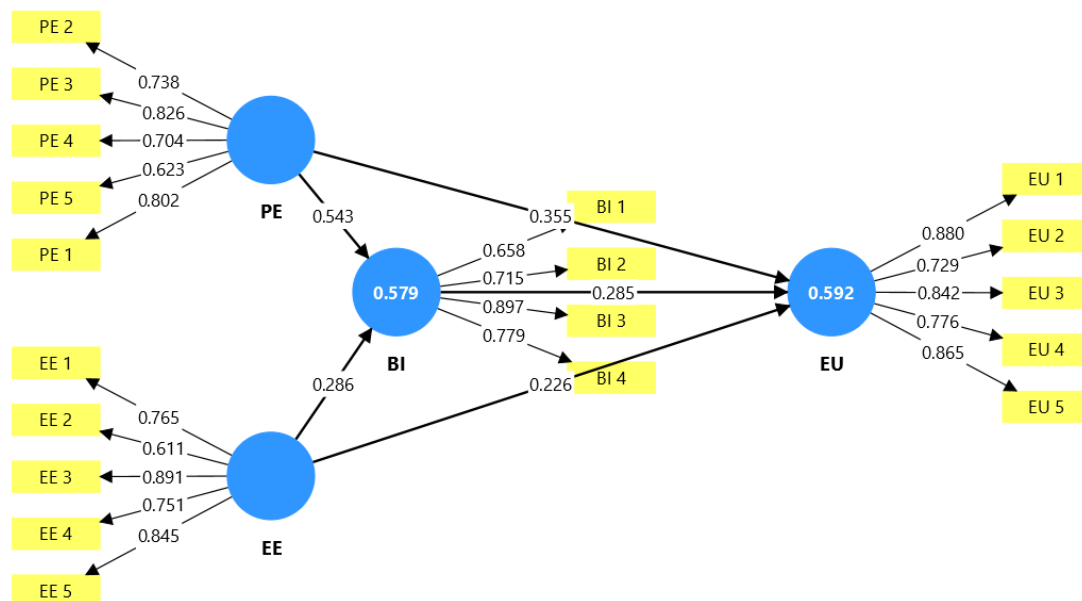 PE 2
PE 3
PE 4
PE 5
PE 1
0.738
0.826
0.704
0.623
0.802
PE
0.543
0.355
BI 1
BI 2
BI 3
BI 4
0.658
0.715
0.897
0.779
0.579
BI
0.285
0.286
0.226
EE 1
EE 2
EE 3
EE 4
EE 5
0.765
0.611
0.891
0.751
0.845
EE
0.592
EU
0.880
0.729
0.842
0.776
0.865
EU 1
EU 2
EU 3
EU 4
EU 5